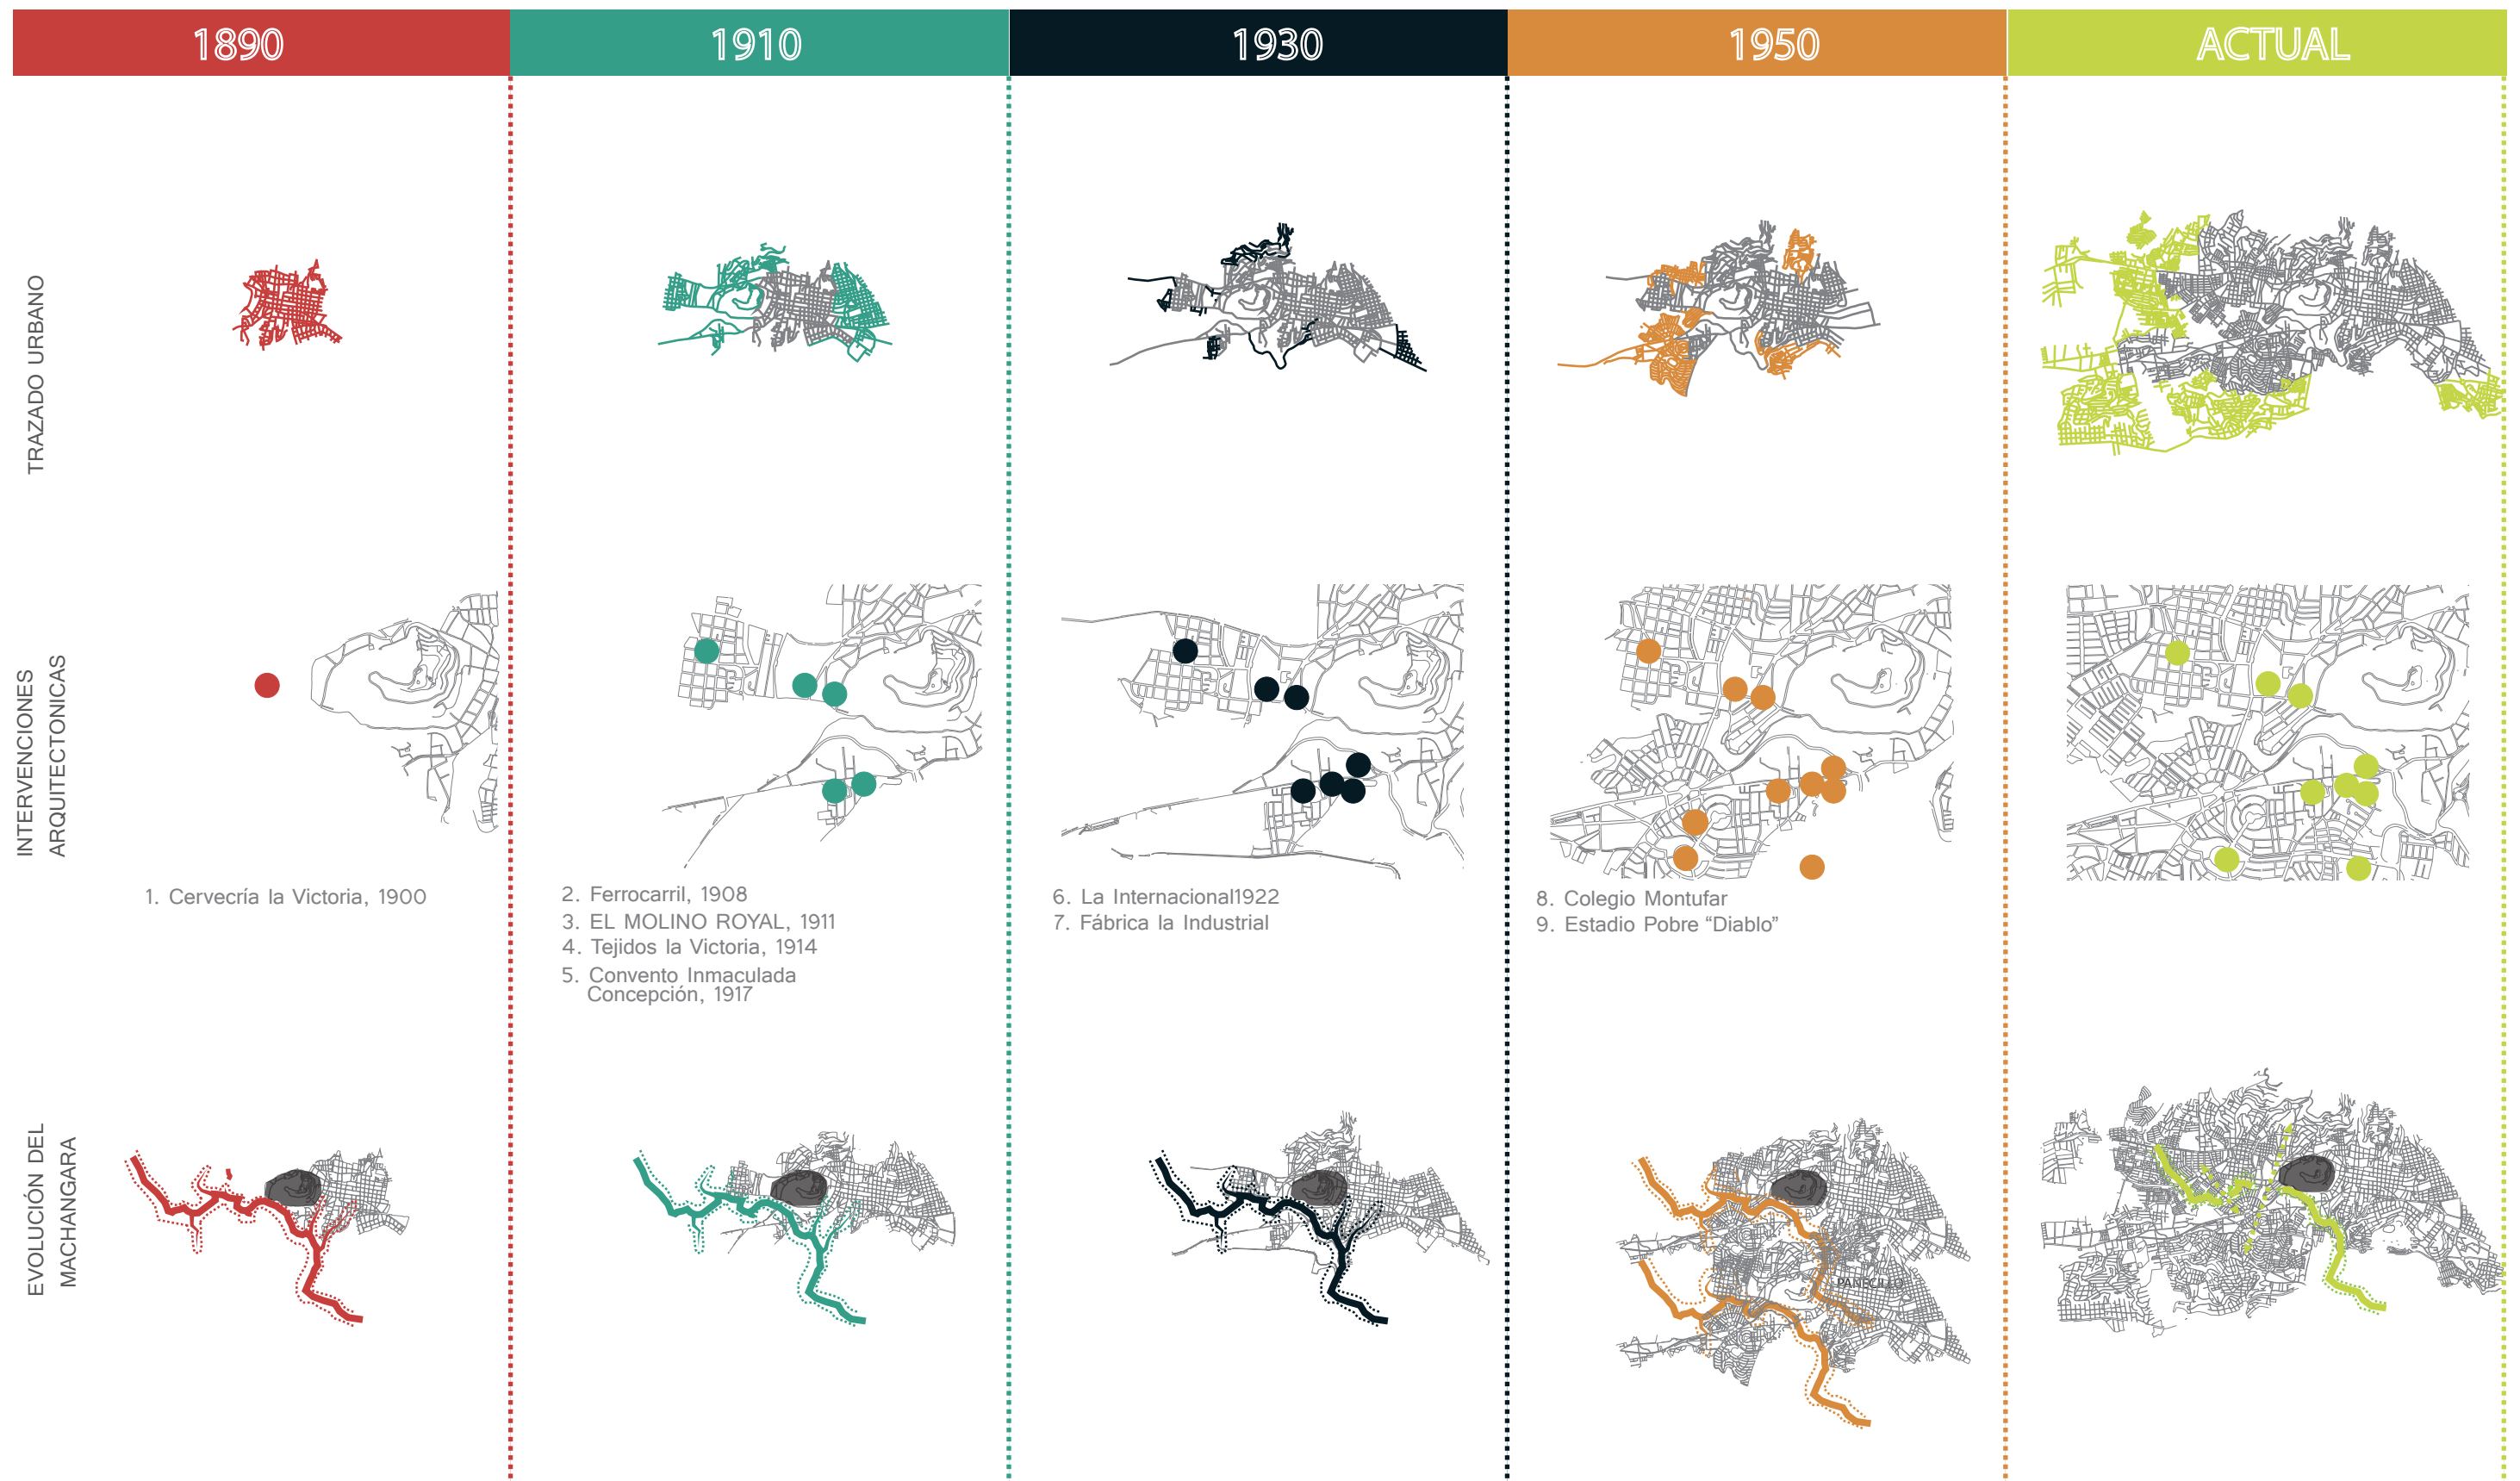 1890
1910
1930
1950
ACTUAL
TRAZADO URBANO
INTERVENCIONES
ARQUITECTONICAS
1. Cervecría la Victoria, 1900
2. Ferrocarril, 1908
3. EL MOLINO ROYAL, 1911
4. Tejidos la Victoria, 1914
5. Convento Inmaculada
Concepción, 1917
6. La Internacional1922
7. Fábrica la Industrial
8. Colegio Montufar
9. Estadio Pobre “Diablo”
EVOLUCIÓN DEL
MACHANGARA
PANECILLO